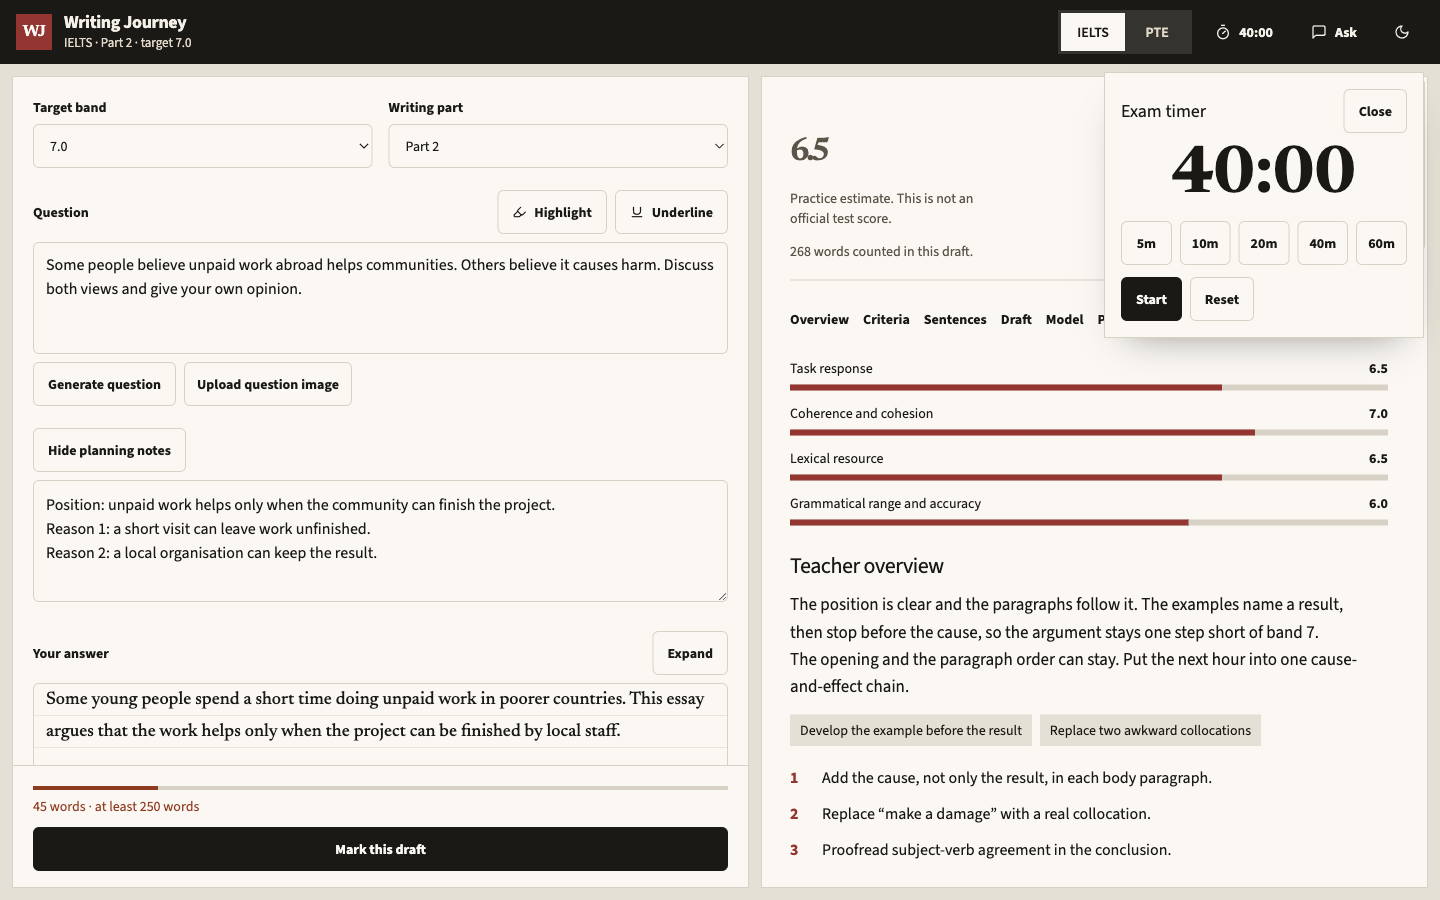 WJ
Writing Journey
IELTS · Part 2 · target 7.0
IELTS
PTE
40:00
Ask
Target band
Writing part
7.0
Part 2
Question
Highlight
Underline
Some people believe unpaid work abroad helps communities. Others believe it causes harm. Discuss
both views and give your own opinion.
Generate question
Upload question image
Hide planning notes
Position: unpaid work helps only when the community can finish the project.
Reason 1: a short visit can leave work unfinished.
Reason 2: a local organisation can keep the result.
Your answer
Expand
Some young people spend a short time doing unpaid work in poorer countries. This essay
argues that the work helps only when the project can be finished by local staff.
45 words · at least 250 words
Mark this draft
6.5
Practice estimate. This is not an
official test score.
268 words counted in this draft.
Exam timer
Close
40:00
5m
10m
20m
40m
60m
Start
Reset
Overview
Criteria
Sentences
Draft
Model
Task response
6.5
Coherence and cohesion
7.0
Lexical resource
6.5
Grammatical range and accuracy
6.0
Teacher overview
The position is clear and the paragraphs follow it. The examples name a result,
then stop before the cause, so the argument stays one step short of band 7.
The opening and the paragraph order can stay. Put the next hour into one cause-
and-effect chain.
Develop the example before the result
Replace two awkward collocations
1 Add the cause, not only the result, in each body paragraph.
2 Replace “make a damage” with a real collocation.
3 Proofread subject-verb agreement in the conclusion.